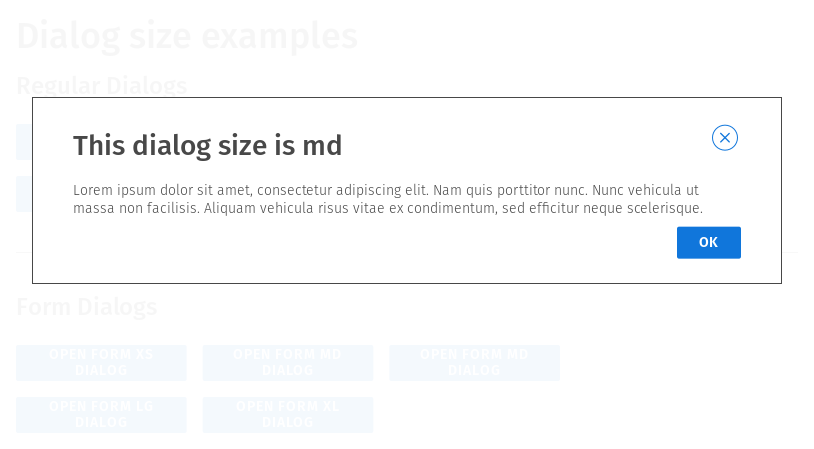 Dialog size examples
Regular Dialogs
This dialog size is md
Lorem ipsum dolor sit amet, consectetur adipiscing elit. Nam quis porttitor nunc. Nunc vehicula ut
massa non facilisis. Aliquam vehicula risus vitae ex condimentum, sed efficitur neque scelerisque.
OK
Form Dialogs
OPEN FORM XS
DIALOG
OPEN FORM MD
DIALOG
OPEN FORM MD
DIALOG
OPEN FORM LG
DIALOG
OPEN FORM XL
DIALOG